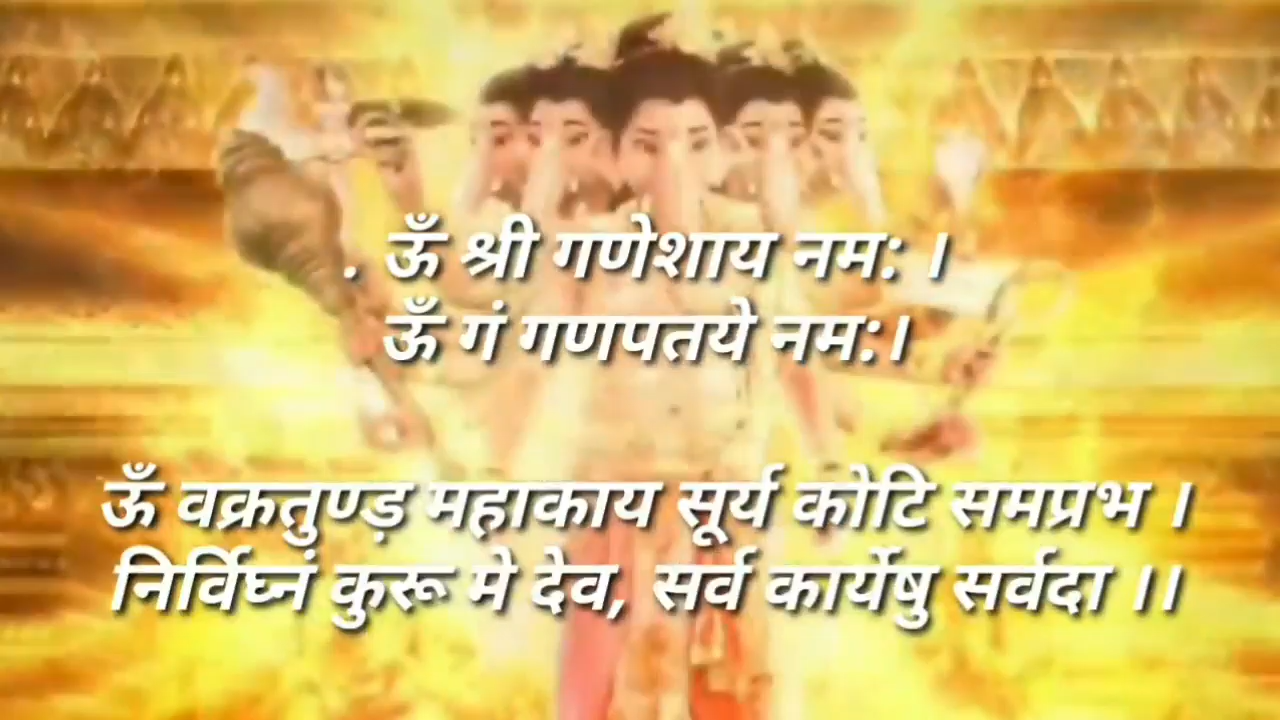 . ऊँ श्री गणेशाय नम: ।
ऊँ गं गणपतये नम:।
ऊँ वक्रतुण्ड़ महाकाय सूर्य कोटि समप्रभ ।
निर्विघ्नं कुरू मे देव, सर्व कार्येषु सर्वदा ।।